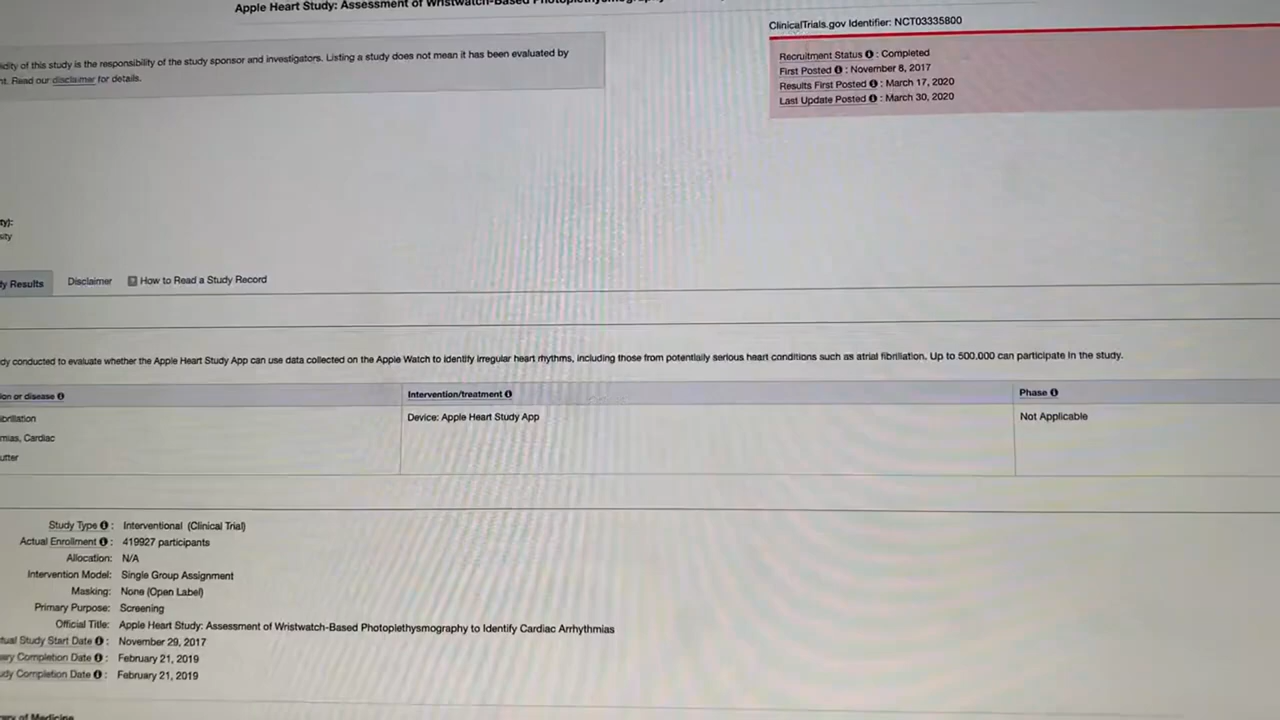 Apple Heart Study: Assessment of Wristwatch-Based
ClinicalTrials.gov Identifier: NCT03335800
of this study is the responsibility of the study sponsor and investigators. Listing a study does not mean it has been evaluated by
Read our disclaimer for details.
Recruitment Status : Completed
First Posted : November 8, 2017
Results First Posted : March 17, 2020
Last Update Posted : March 30, 2020
Results
Disclaimer
How to Read a Study Record
conducted to evaluate whether the Apple Heart Study App can use data collected on the Apple Watch to identify irregular heart rhythms, including those from potentially serious heart conditions such as atrial fibrillation. Up to 500,000 can participate in the study.
or disease
Intervention/treatment
Phase
Device: Apple Heart Study App
Not Applicable
Cardiac
Study Type : Interventional (Clinical Trial)
Actual Enrollment : 419927 participants
Allocation: N/A
Intervention Model: Single Group Assignment
Masking: None (Open Label)
Primary Purpose: Screening
Official Title: Apple Heart Study: Assessment of Wristwatch-Based Photoplethysmography to Identify Cardiac Arrhythmias
Study Start Date : November 29, 2017
Completion Date : February 21, 2019
Completion Date : February 21, 2019
of Medicine